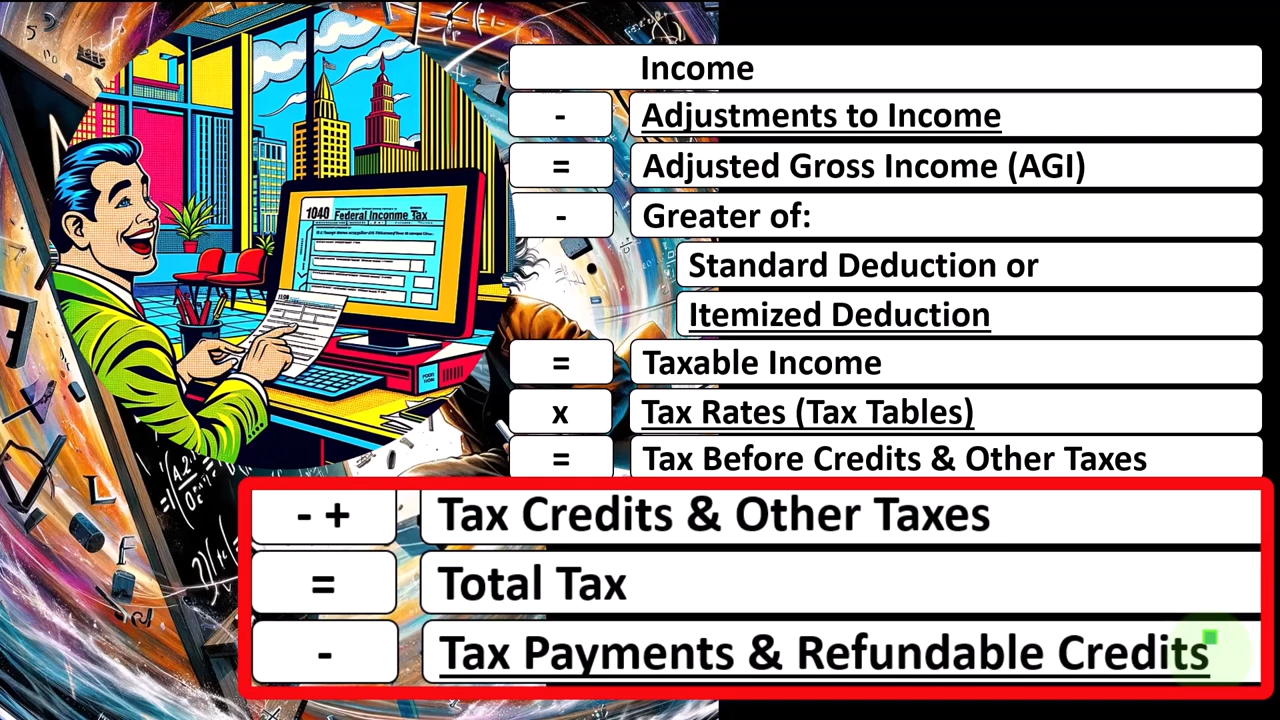 Income
- Adjustments to Income
= Adjusted Gross Income (AGI)
- Greater of:
Standard Deduction or
Itemized Deduction
= Taxable Income
x Tax Rates (Tax Tables)
= Tax Before Credits & Other Taxes
- + Tax Credits & Other Taxes
= Total Tax
- Tax Payments & Refundable Credits
1040 Federal Inconme Tax